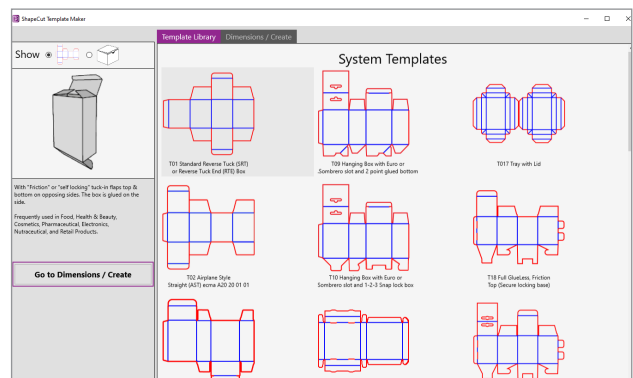 ShapeCut Template Maker
Template Library
Dimensions / Create
Show
System Templates
With "Friction" or "self locking" tuck-in flaps top &
bottom on opposing sides. The box is glued on the
side.
Frequently used in Food, Health & Beauty,
Cosmetics, Pharmaceutical, Electronics,
Nutraceutical, and Retail Products.
Go to Dimensions / Create
T01 Standard Reverse Tuck (SRT)
or Reverse Tuck End (RTE) Box
T09 Hanging Box with Euro or
Sombrero slot and 2 point glued bottom
T017 Tray with Lid
T02 Airplane Style
Straight (AST) ecma A20 20 01 01
T10 Hanging Box with Euro or
Sombrero slot and 1-2-3 Snap lock box
T18 Full GlueLess, Friction
Top (Secure locking base)